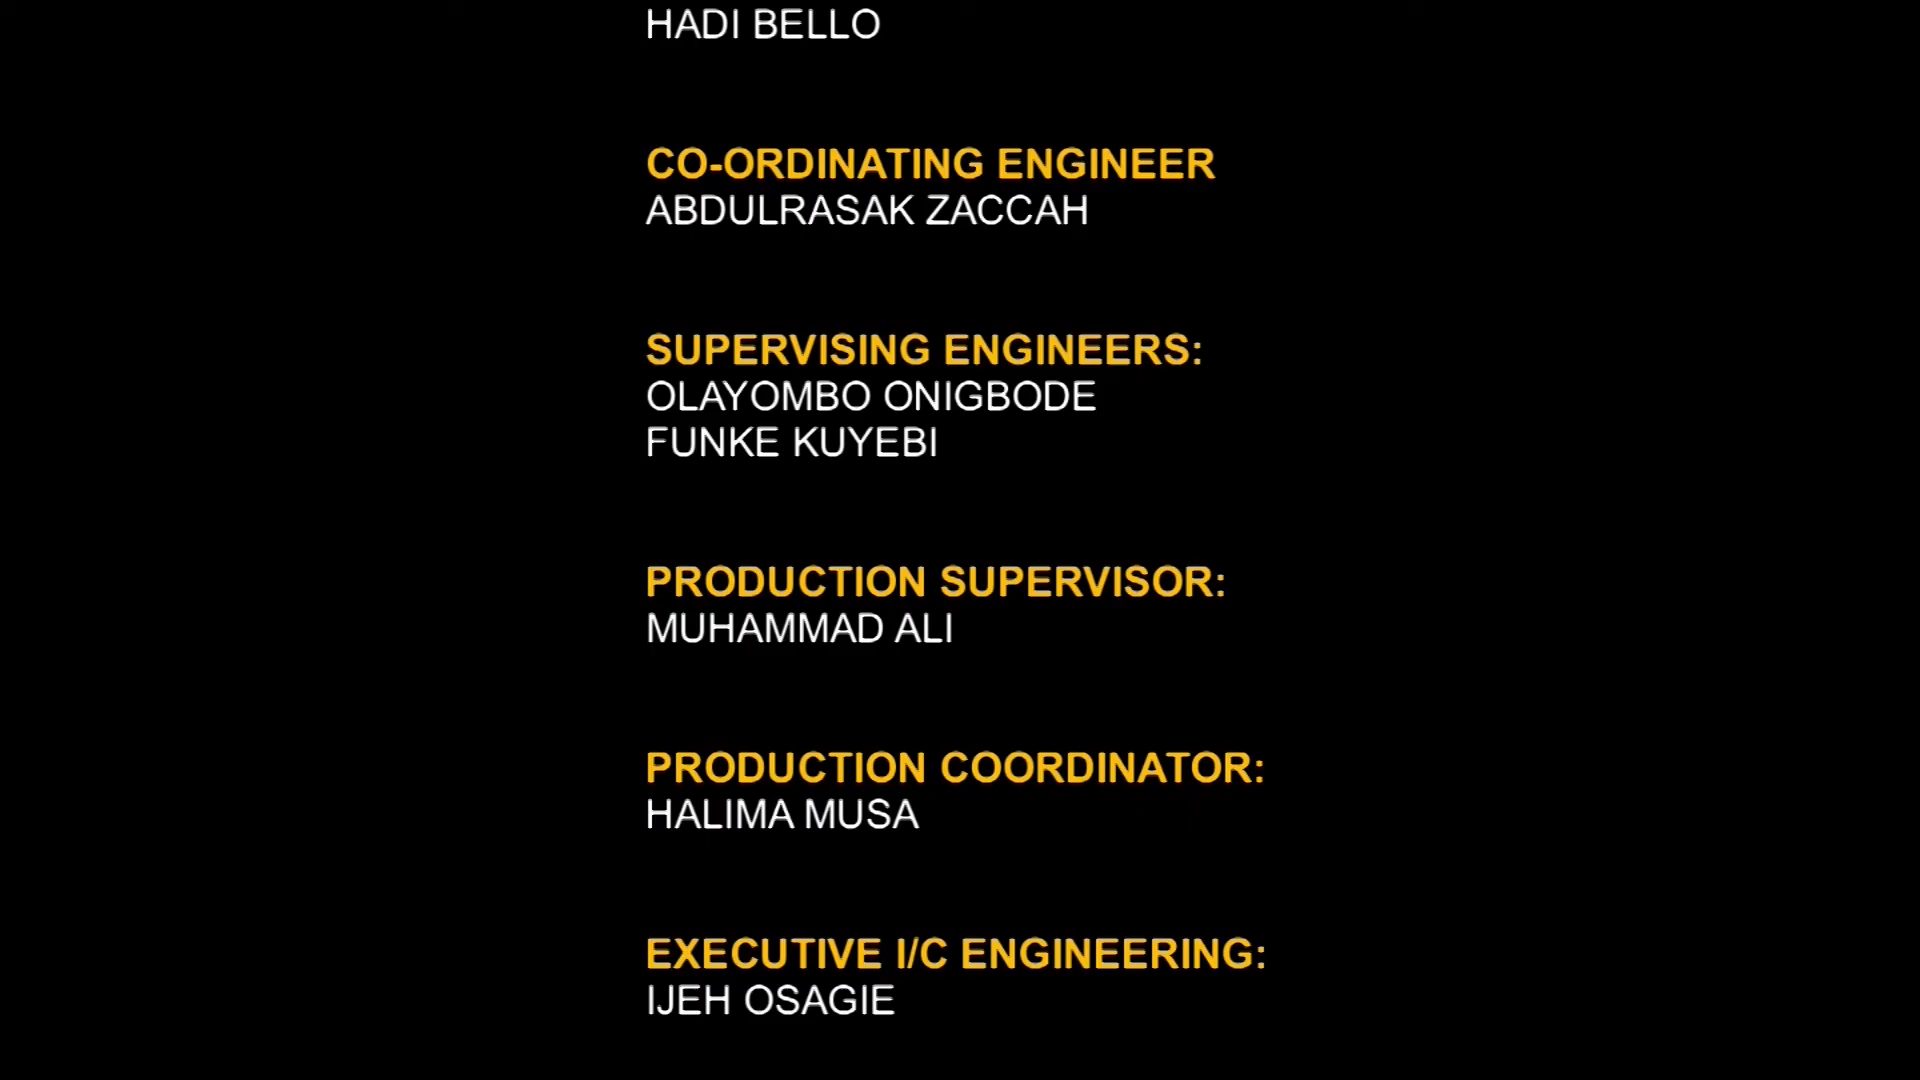 HADI BELLO
CO-ORDINATING ENGINEER
ABDULRASAK ZACCAH
SUPERVISING ENGINEERS:
OLAYOMBO ONIGBODE
FUNKE KUYEBI
PRODUCTION SUPERVISOR:
MUHAMMAD ALI
PRODUCTION COORDINATOR:
HALIMA MUSA
EXECUTIVE I/C ENGINEERING:
IJEH OSAGIE